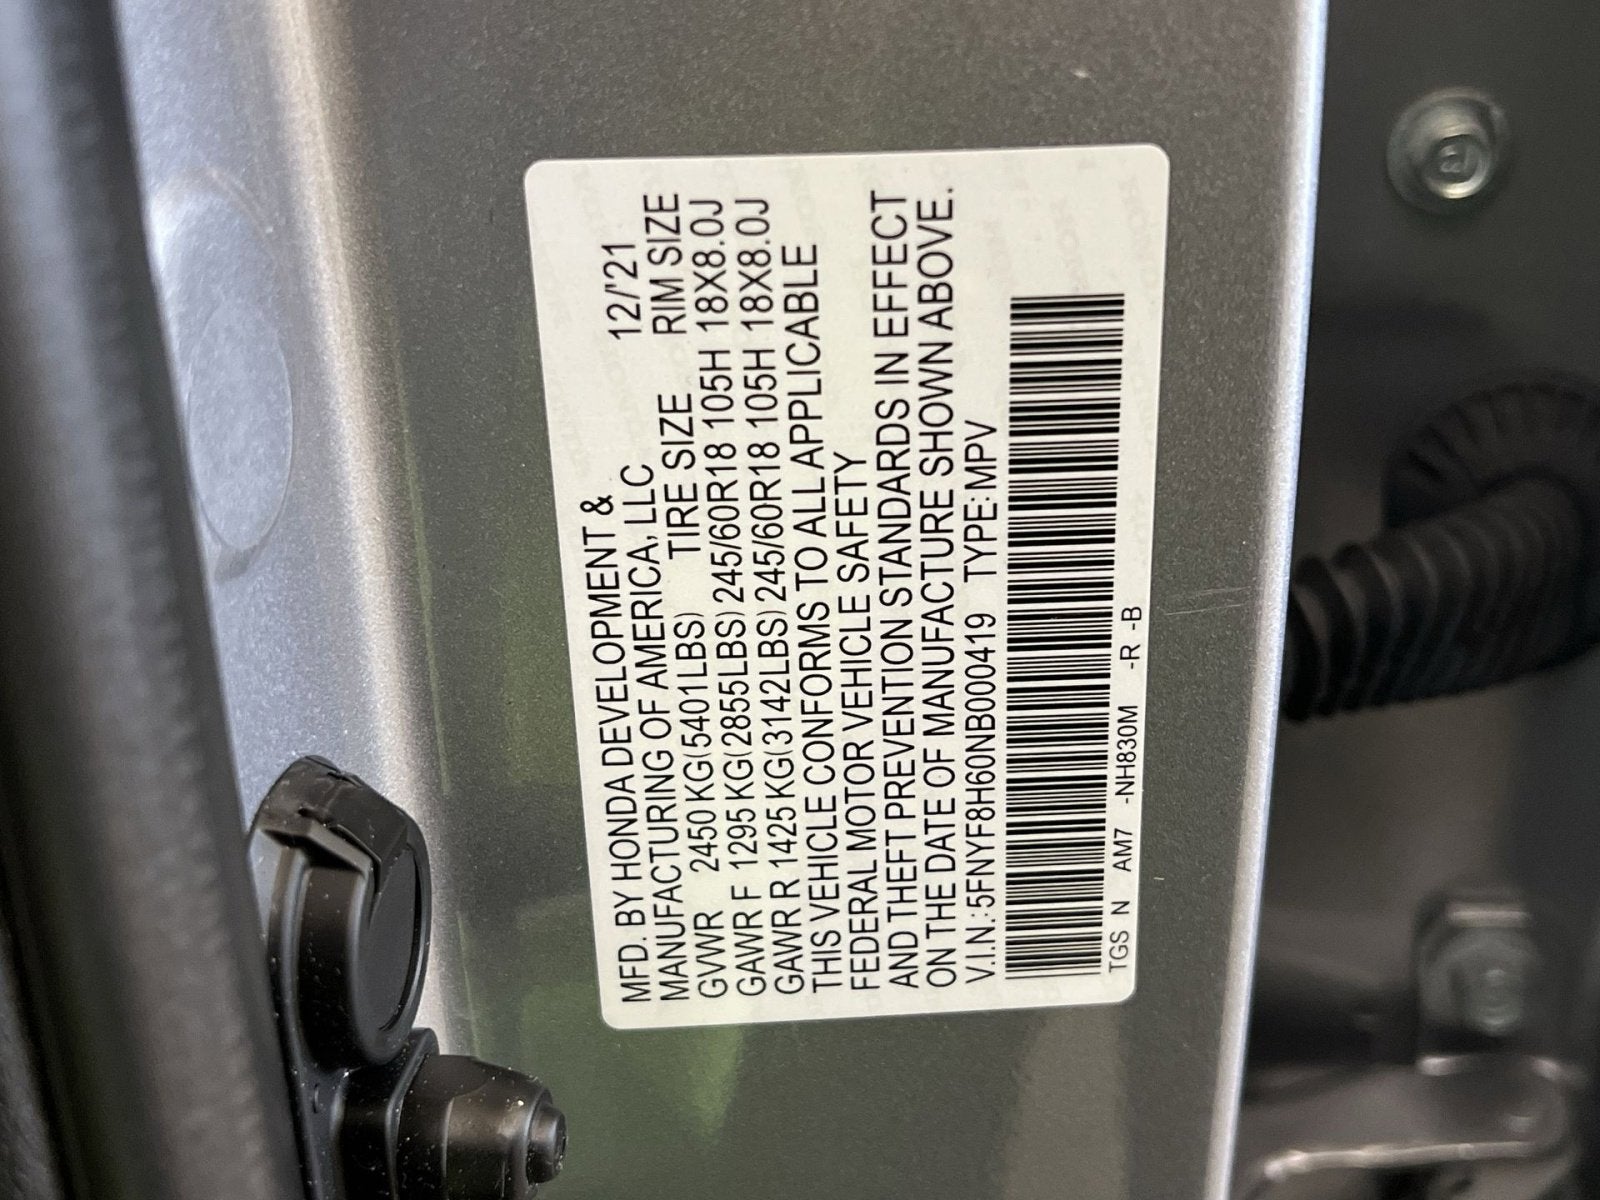 MFD. BY HONDA DEVELOPMENT & 12/'21
MANUFACTURING OF AMERICA, LLC
TIRE SIZE RIM SIZE
GVWR 2450 KG(5401LBS)
GAWR F 1295 KG(2855LBS) 245/60R18 105H 18X8.0J
GAWR R 1425 KG(3142LBS) 245/60R18 105H 18X8.0J
THIS VEHICLE CONFORMS TO ALL APPLICABLE
FEDERAL MOTOR VEHICLE SAFETY
AND THEFT PREVENTION STANDARDS IN EFFECT
ON THE DATE OF MANUFACTURE SHOWN ABOVE.
V.I.N.: 5FNYF8H60NB000419 TYPE: MPV
TGS N AM7 -NH830M -R -B